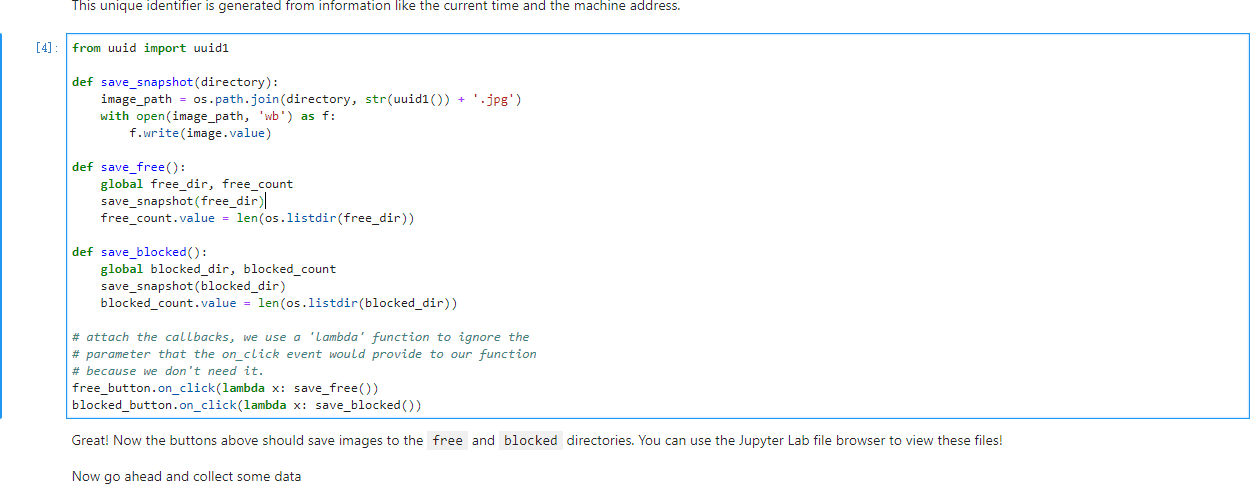 This unique identifier is generated from information like the current time and the machine address.
[4]:
from uuid import uuid1
def save_snapshot(directory):
    image_path = os.path.join(directory, str(uuid1()) + '.jpg')
    with open(image_path, 'wb') as f:
        f.write(image.value)
def save_free():
    global free_dir, free_count
    save_snapshot(free_dir)
    free_count.value = len(os.listdir(free_dir))
def save_blocked():
    global blocked_dir, blocked_count
    save_snapshot(blocked_dir)
    blocked_count.value = len(os.listdir(blocked_dir))
# attach the callbacks, we use a 'lambda' function to ignore the
# parameter that the on_click event would provide to our function
# because we don't need it.
free_button.on_click(lambda x: save_free())
blocked_button.on_click(lambda x: save_blocked())
Great! Now the buttons above should save images to the free and blocked directories. You can use the Jupyter Lab file browser to view these files!
Now go ahead and collect some data